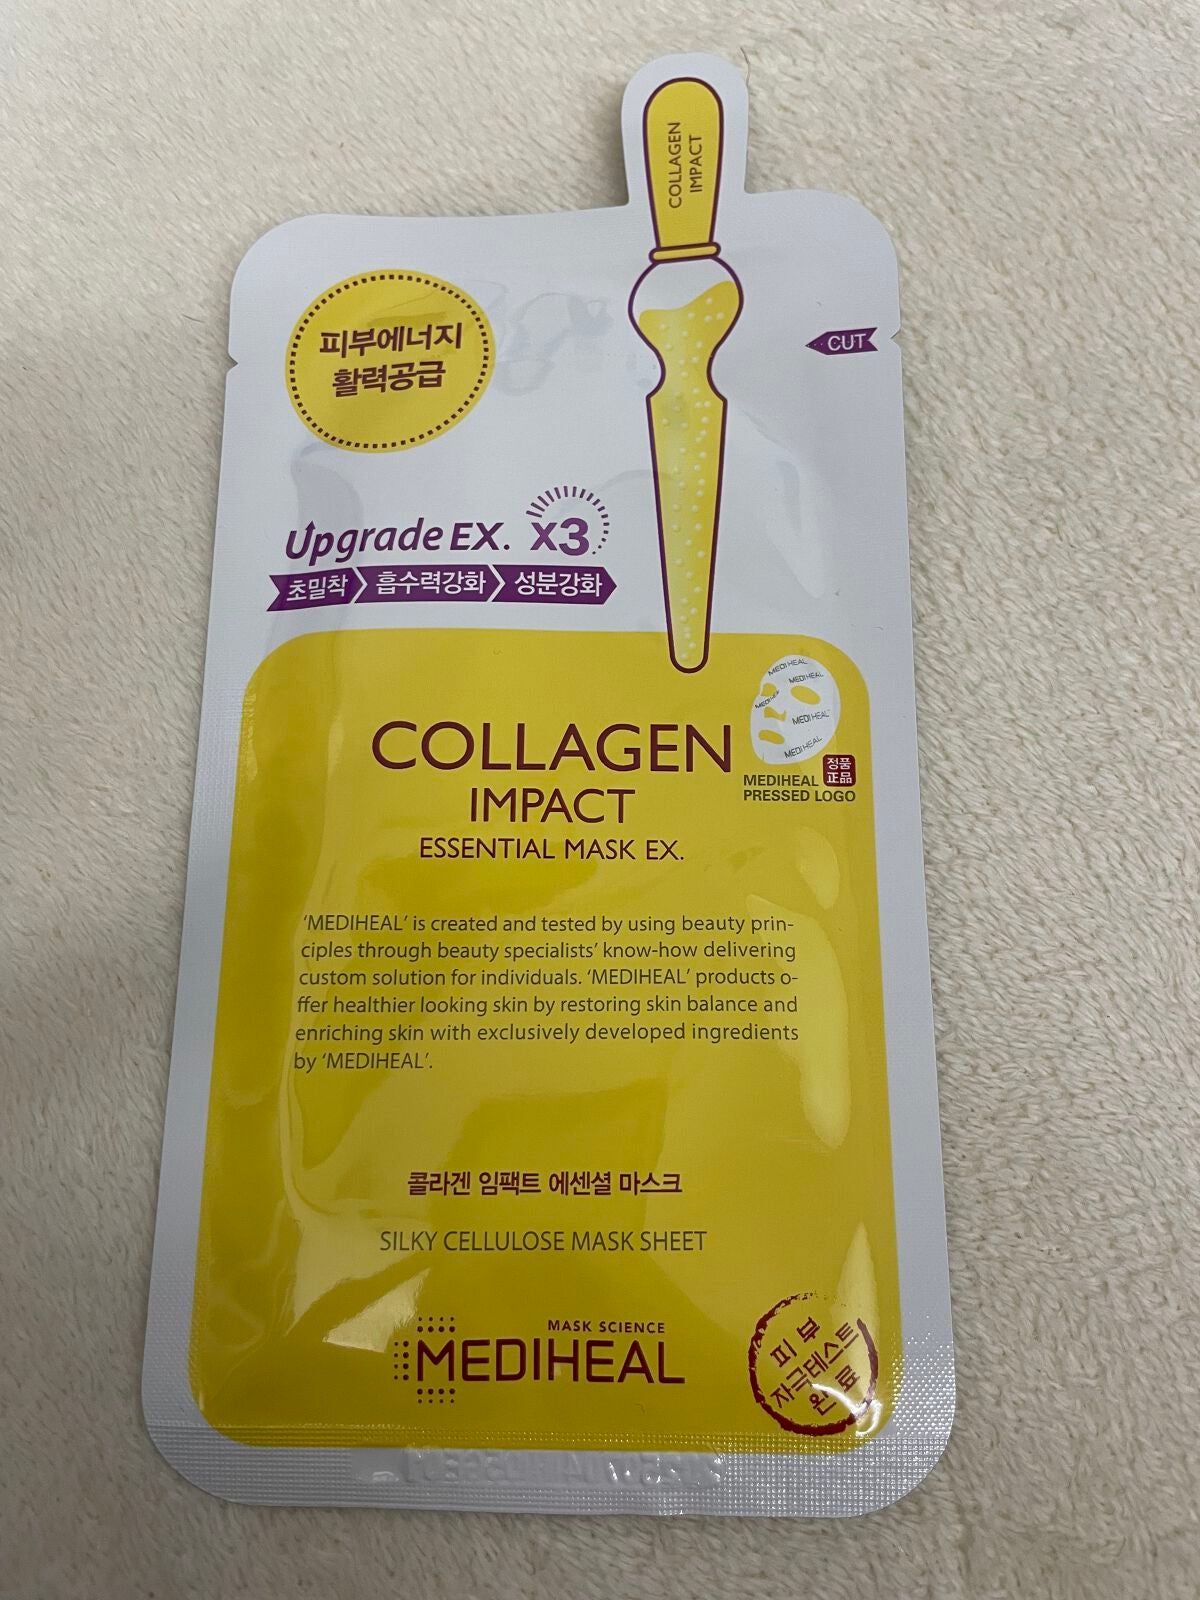 COLLAGEN
IMPACT
CUT
피부에너지
활력공급
Upgrade EX. x3
초밀착 흡수력강화 성분강화
MEDIHEAL
MEDIHEAL
MEDIHEAL
MEDIHEAL
MEDIHEAL
COLLAGEN
IMPACT
ESSENTIAL MASK EX.
MEDIHEAL 정품
正品
PRESSED LOGO
'MEDIHEAL' is created and tested by using beauty prin-
ciples through beauty specialists' know-how delivering
custom solution for individuals. 'MEDIHEAL' products o-
ffer healthier looking skin by restoring skin balance and
enriching skin with exclusively developed ingredients
by 'MEDIHEAL'.
콜라겐 임팩트 에센셜 마스크
SILKY CELLULOSE MASK SHEET
MASK SCIENCE
MEDIHEAL
피부
자극테스트
완료